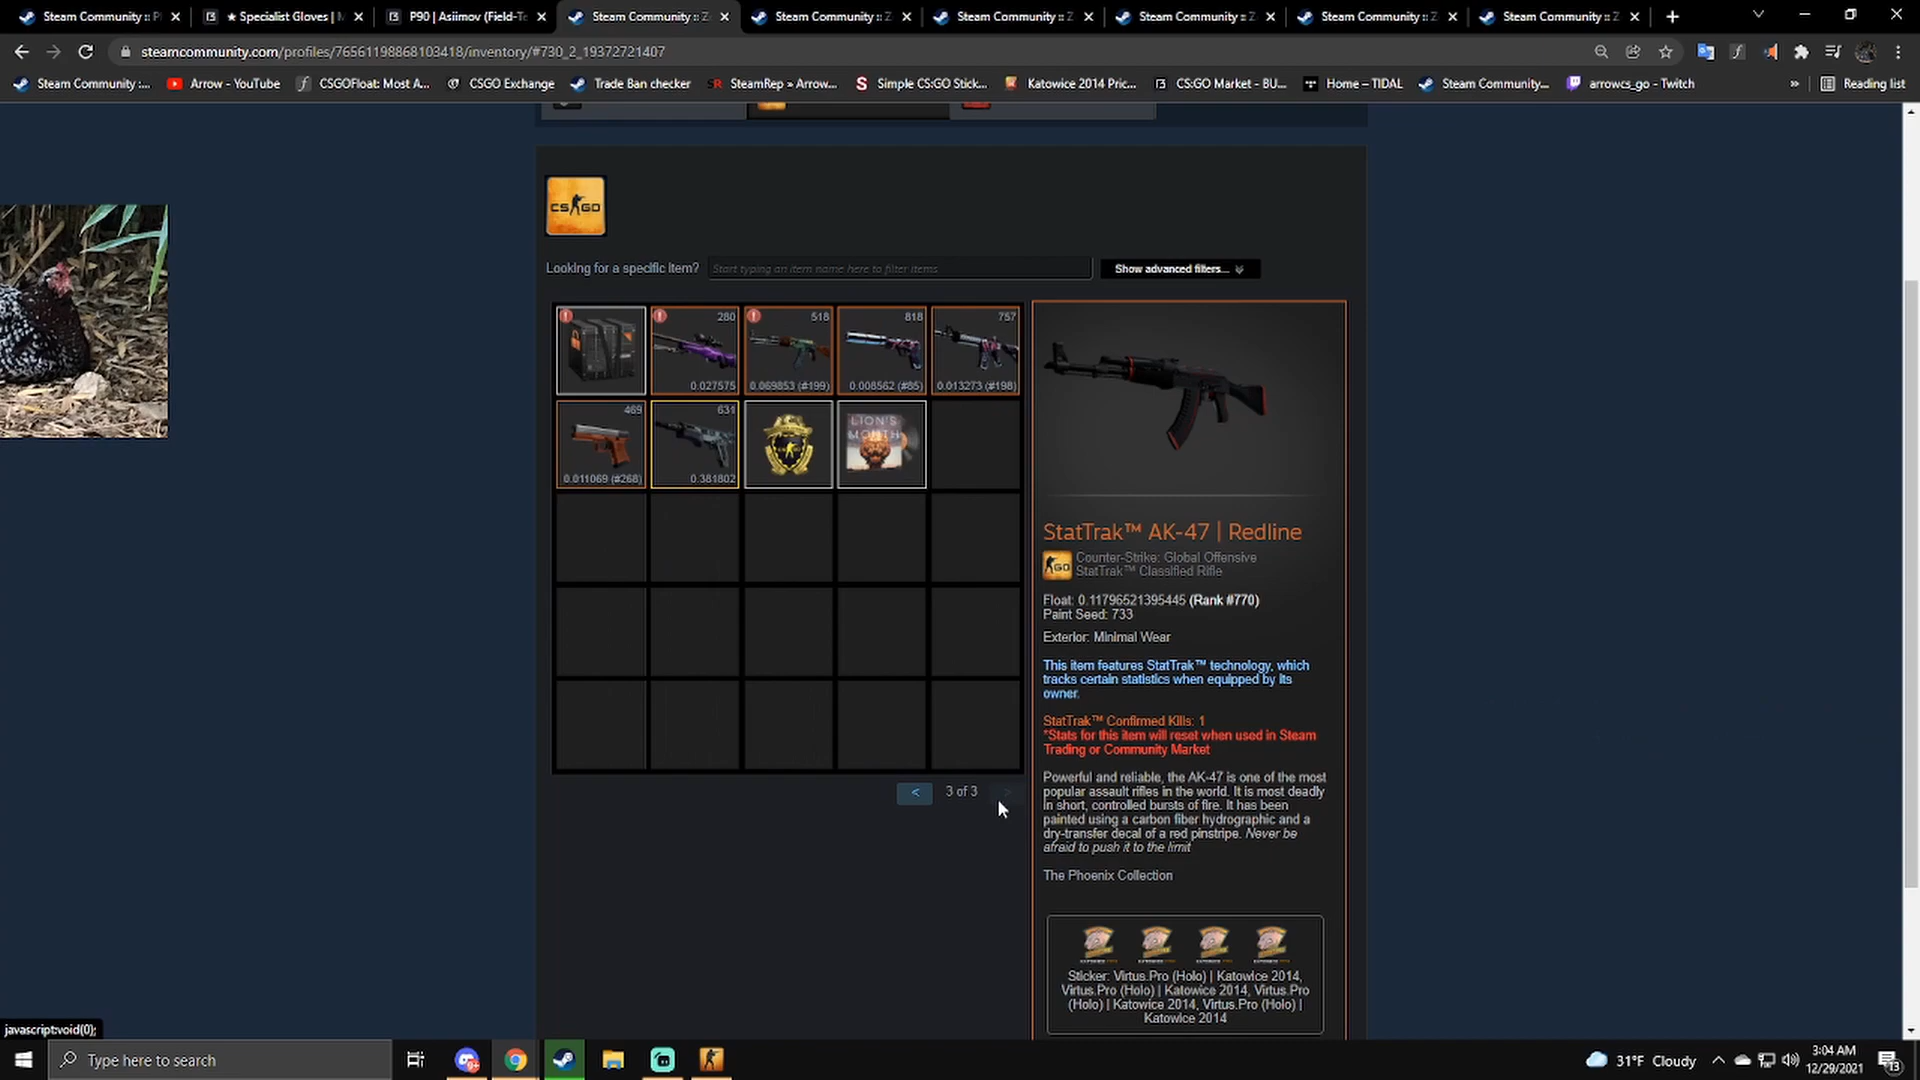 Steam Community :: P
★ Specialist Gloves | M
P90 | Asiimov (Field-Te
Steam Community :: Z
Steam Community :: Z
Steam Community :: Z
Steam Community :: Z
Steam Community :: Z
Steam Community :: Z
steamcommunity.com/profiles/76561198868103418/inventory/#730_2_19372721407
Steam Community :...
Arrow - YouTube
CSGOFloat: Most A...
CSGO Exchange
Trade Ban checker
SteamRep » Arrow...
Simple CS:GO Stick...
Katowice 2014 Pric...
CS:GO Market - BU...
Home – TIDAL
Steam Community...
arrowcs_go - Twitch
»
Reading list
CS GO
Looking for a specific item?
Start typing an item name here to filter items
Show advanced filters...
280
518
818
757
0.027575
0.069853 (#199)
0.008562 (#85)
0.013273 (#198)
469
631
LION'S
MOUTH
0.011069 (#268)
0.381802
< 3 of 3 >
StatTrak™ AK-47 | Redline
GO
Counter-Strike: Global Offensive
StatTrak™ Classified Rifle
Float: 0.11796521395445 (Rank #770)
Paint Seed: 733
Exterior: Minimal Wear
This item features StatTrak™ technology, which
tracks certain statistics when equipped by its
owner.
StatTrak™ Confirmed Kills: 1
*Stats for this item will reset when used in Steam
Trading or Community Market
Powerful and reliable, the AK-47 is one of the most
popular assault rifles in the world. It is most deadly
in short, controlled bursts of fire. It has been
painted using a carbon fiber hydrographic and a
dry-transfer decal of a red pinstripe. Never be
afraid to push it to the limit
The Phoenix Collection
Sticker: Virtus.Pro (Holo) | Katowice 2014,
Virtus.Pro (Holo) | Katowice 2014, Virtus.Pro
(Holo) | Katowice 2014, Virtus.Pro (Holo) |
Katowice 2014
javascript:void(0);
Type here to search
31°F Cloudy
3:04 AM
12/29/2021
13